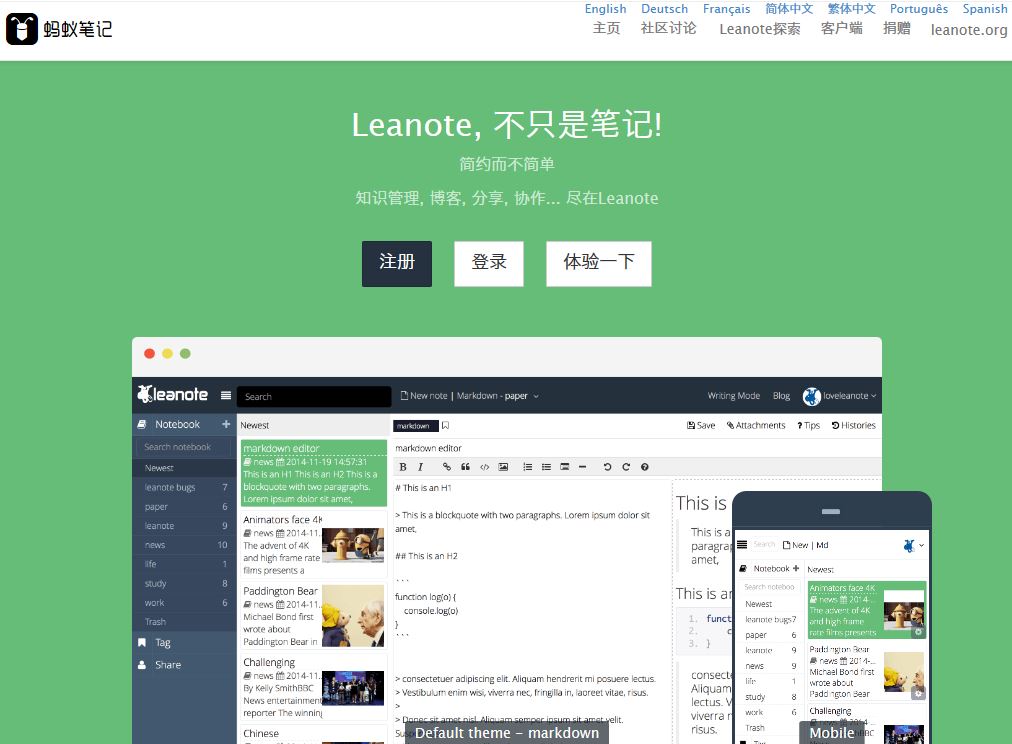 English Deutsch Français 简体中文 繁体中文 Português Spanish
蚂蚁笔记
主页 社区讨论 Leanote探索 客户端 捐赠 leanote.org
Leanote, 不只是笔记!
简约而不简单
知识管理, 博客, 分享, 协作... 尽在Leanote
注册 登录 体验一下
leanote
Search
New note | Markdown - paper
Writing Mode Blog loveleanote
Notebook +
Search notebook
Newest
leanote bugs 7
paper 6
leanote 9
news 10
life 1
study 8
work 6
Trash
Tag
Share
Newest
markdown editor
news 2014-11-19 14:57:31
This is an H1 This is an H2 This is a
blockquote with two paragraphs.
Lorem ipsum dolor sit amet,
Animators face 4K
news 2014-11...
The advent of 4K
and high frame rate
films presents a
Paddington Bear
news 2014-11...
Michael Bond first
wrote about
Paddington Bear in
Challenging
news 2014-11...
By Kelly SmithBBC
News entertainment
reporter The winning
Chinese
markdown
Save Attachments Tips Histories
markdown editor
B I
# This is an H1
> This is a blockquote with two paragraphs. Lorem ipsum dolor sit
amet,
## This is an H2
```
function log(o) {
console.log(o)
}
```
> consectetuer adipiscing elit. Aliquam hendrerit mi posuere lectus.
> Vestibulum enim wisi, viverra nec, fringilla in, laoreet vitae, risus.
>
> Donec sit amet nisl. Aliquam semper ipsum sit amet velit.
Default theme - markdown
This is
This is a
paragrap
amet,
This is an
1. funct
2. c
3. }
consecte
Aliquam
lectus. V
viverra n
risus.
Search New | Md
Notebook +
Search noteboo
Newest
leanote bugs7
paper 6
leanote 9
news 9
life 1
study 8
work 6
Trash
Newest
Animators face 4K
news 2014-...
The advent of 4K
and high frame
rate films presents
Paddington Bear
news 2014-...
Michael Bond first
wrote about
Paddington Bear
Challenging
Mobile